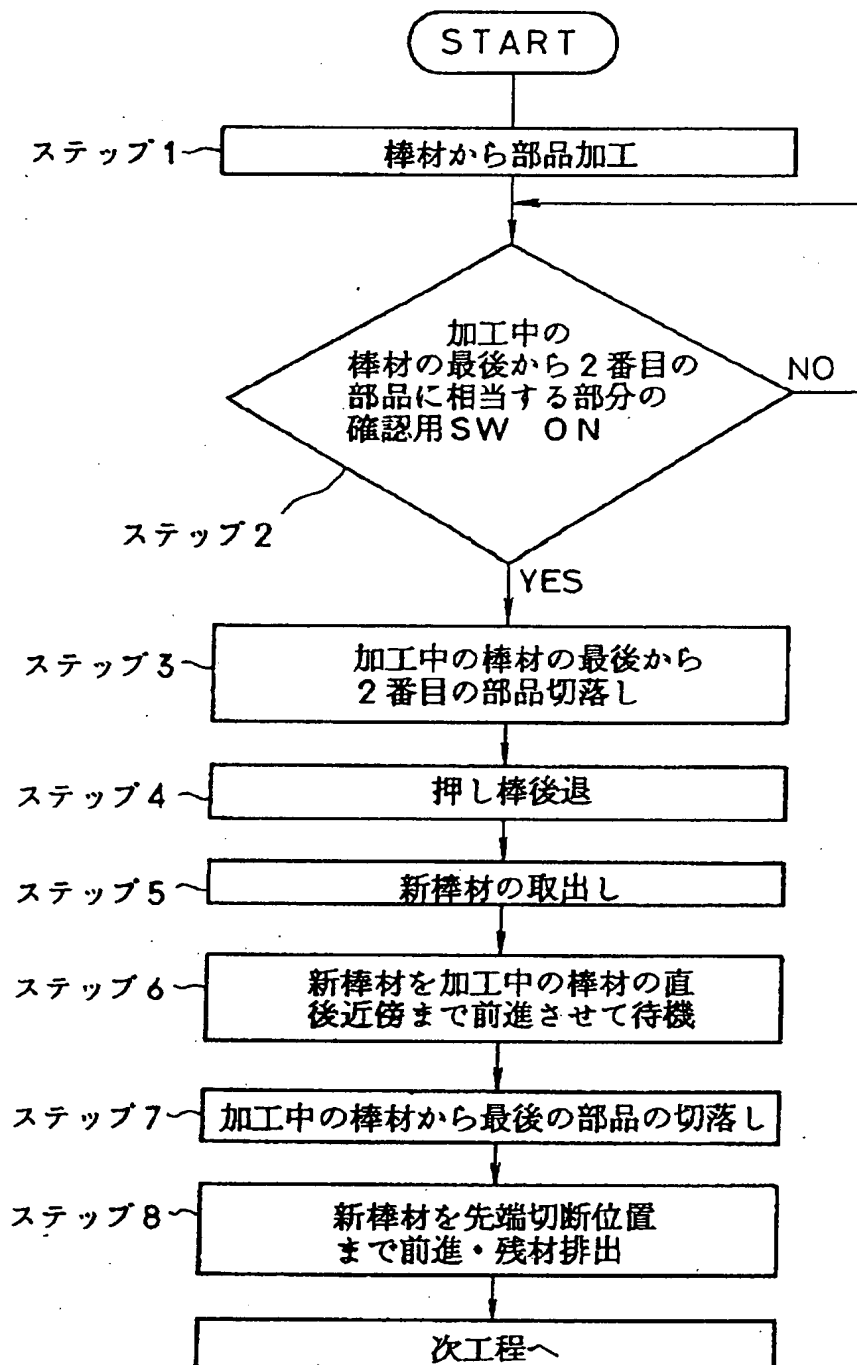 START
ステップ1
棒材から部品加工
加工中の
棒材の最後から2番目の
部品に相当する部分の
確認用SW ON
NO
ステップ2
YES
ステップ3
加工中の棒材の最後から
2番目の部品切落し
ステップ4
押し棒後退
ステップ5
新棒材の取出し
ステップ6
新棒材を加工中の棒材の直
後近傍まで前進させて待機
ステップ7
加工中の棒材から最後の部品の切落し
ステップ8
新棒材を先端切断位置
まで前進・残材排出
次工程へ